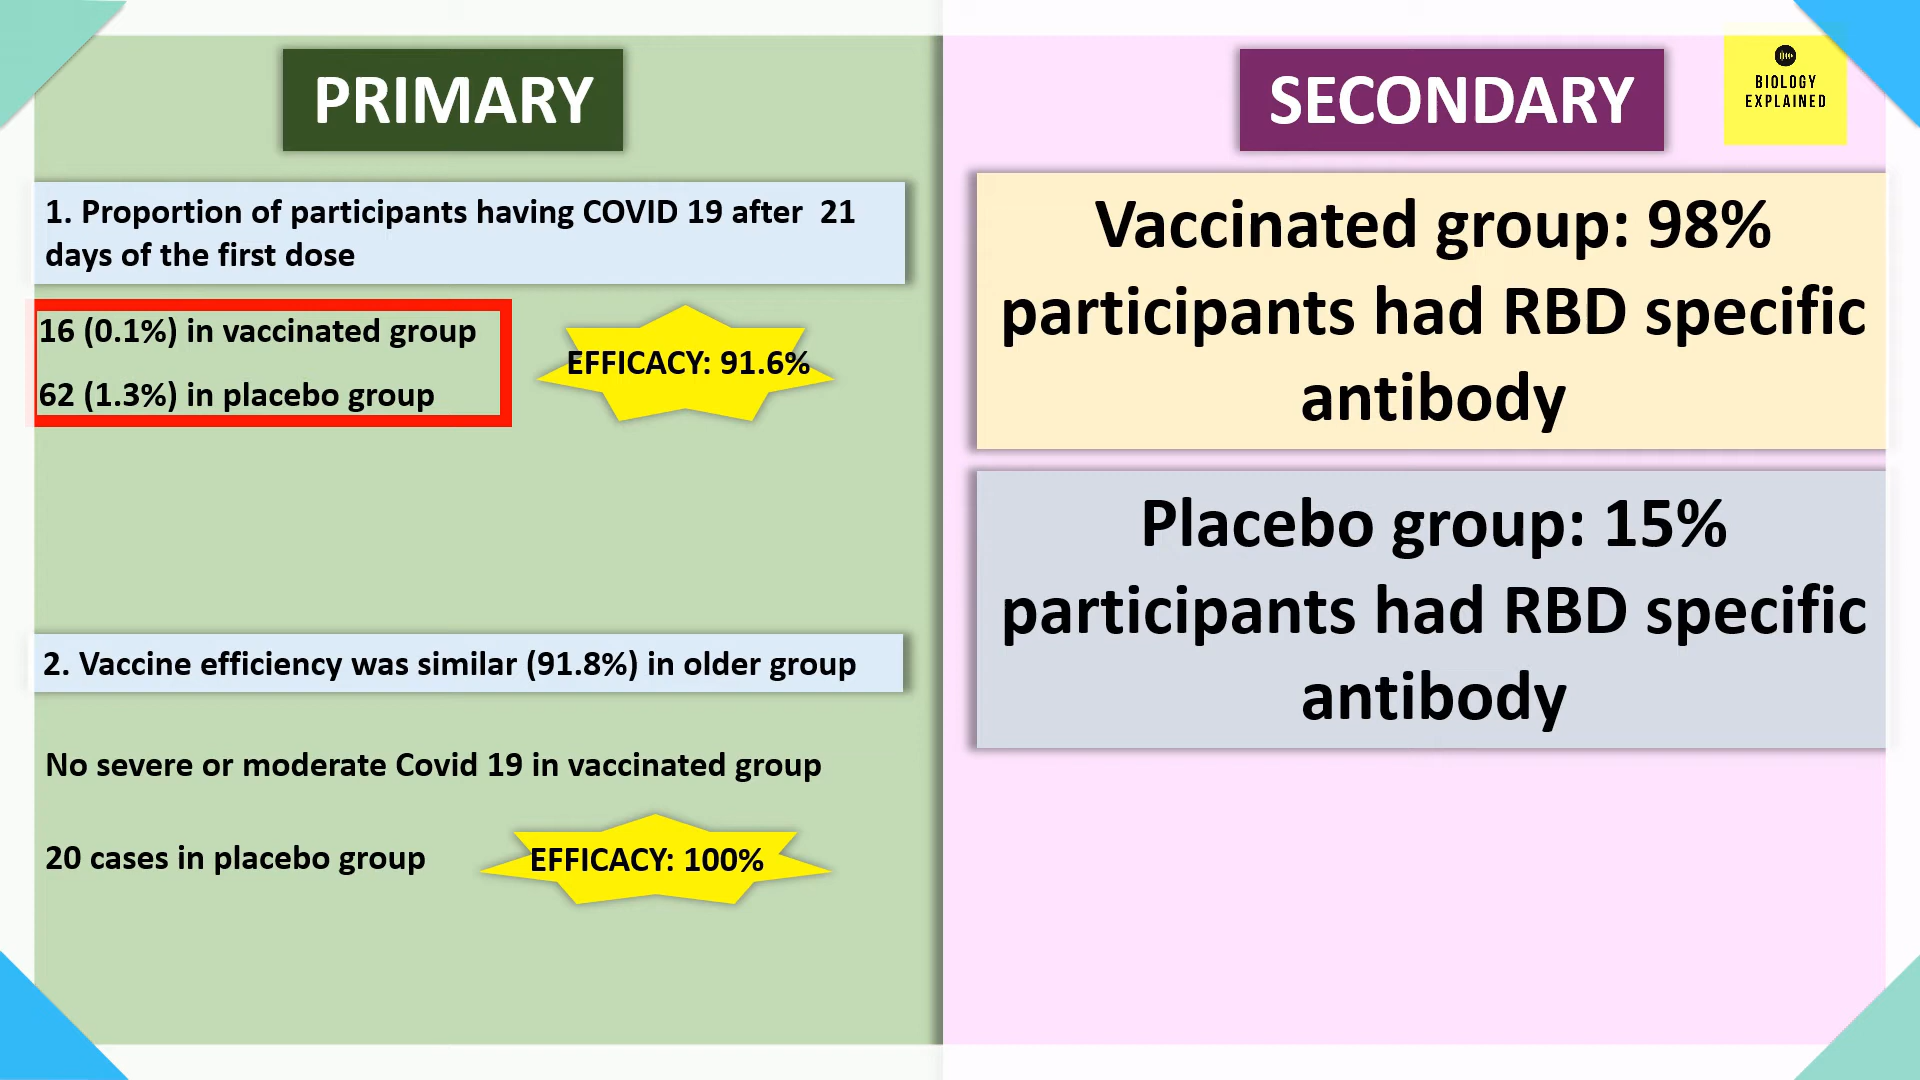 PRIMARY
1. Proportion of participants having COVID 19 after 21
days of the first dose
16 (0.1%) in vaccinated group
62 (1.3%) in placebo group
EFFICACY: 91.6%
2. Vaccine efficiency was similar (91.8%) in older group
No severe or moderate Covid 19 in vaccinated group
20 cases in placebo group
EFFICACY: 100%
SECONDARY
BIOLOGY
EXPLAINED
Vaccinated group: 98%
participants had RBD specific
antibody
Placebo group: 15%
participants had RBD specific
antibody